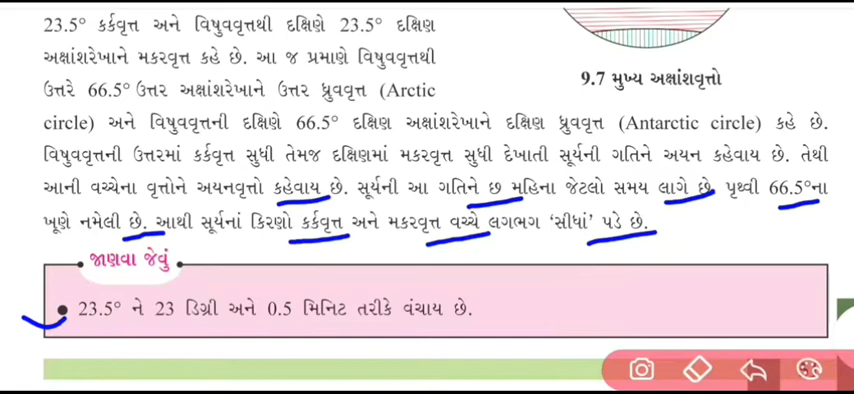 23.5° કર્કવૃત્ત અને વિષુવવૃત્તથી દક્ષિણે 23.5° દક્ષિણ
અક્ષાંશરેખાને મકરવૃત્ત કહે છે. આ જ પ્રમાણે વિષુવવૃત્તથી
ઉત્તરે 66.5° ઉત્તર અક્ષાંશરેખાને ઉત્તર ધ્રુવવૃત્ત (Arctic
circle) અને વિષુવવૃત્તની દક્ષિણે 66.5° દક્ષિણ અક્ષાંશરેખાને દક્ષિણ ધ્રુવવૃત્ત (Antarctic circle) કહે છે.
વિષુવવૃત્તની ઉત્તરમાં કર્કવૃત્ત સુધી તેમજ દક્ષિણમાં મકરવૃત્ત સુધી દેખાતી સૂર્યની ગતિને અયન કહેવાય છે. તેથી
આની વચ્ચેના વૃત્તોને અયનવૃત્તો કહેવાય છે. સૂર્યની આ ગતિને છ મહિના જેટલો સમય લાગે છે. પૃથ્વી 66.5°ના
ખૂણે નમેલી છે. આથી સૂર્યનાં કિરણો કર્કવૃત્ત અને મકરવૃત્ત વચ્ચે લગભગ ‘સીધાં’ પડે છે.
9.7 મુખ્ય અક્ષાંશવૃત્તો
જાણવા જેવું
● 23.5° ને 23 ડિગ્રી અને 0.5 મિનિટ તરીકે વંચાય છે.